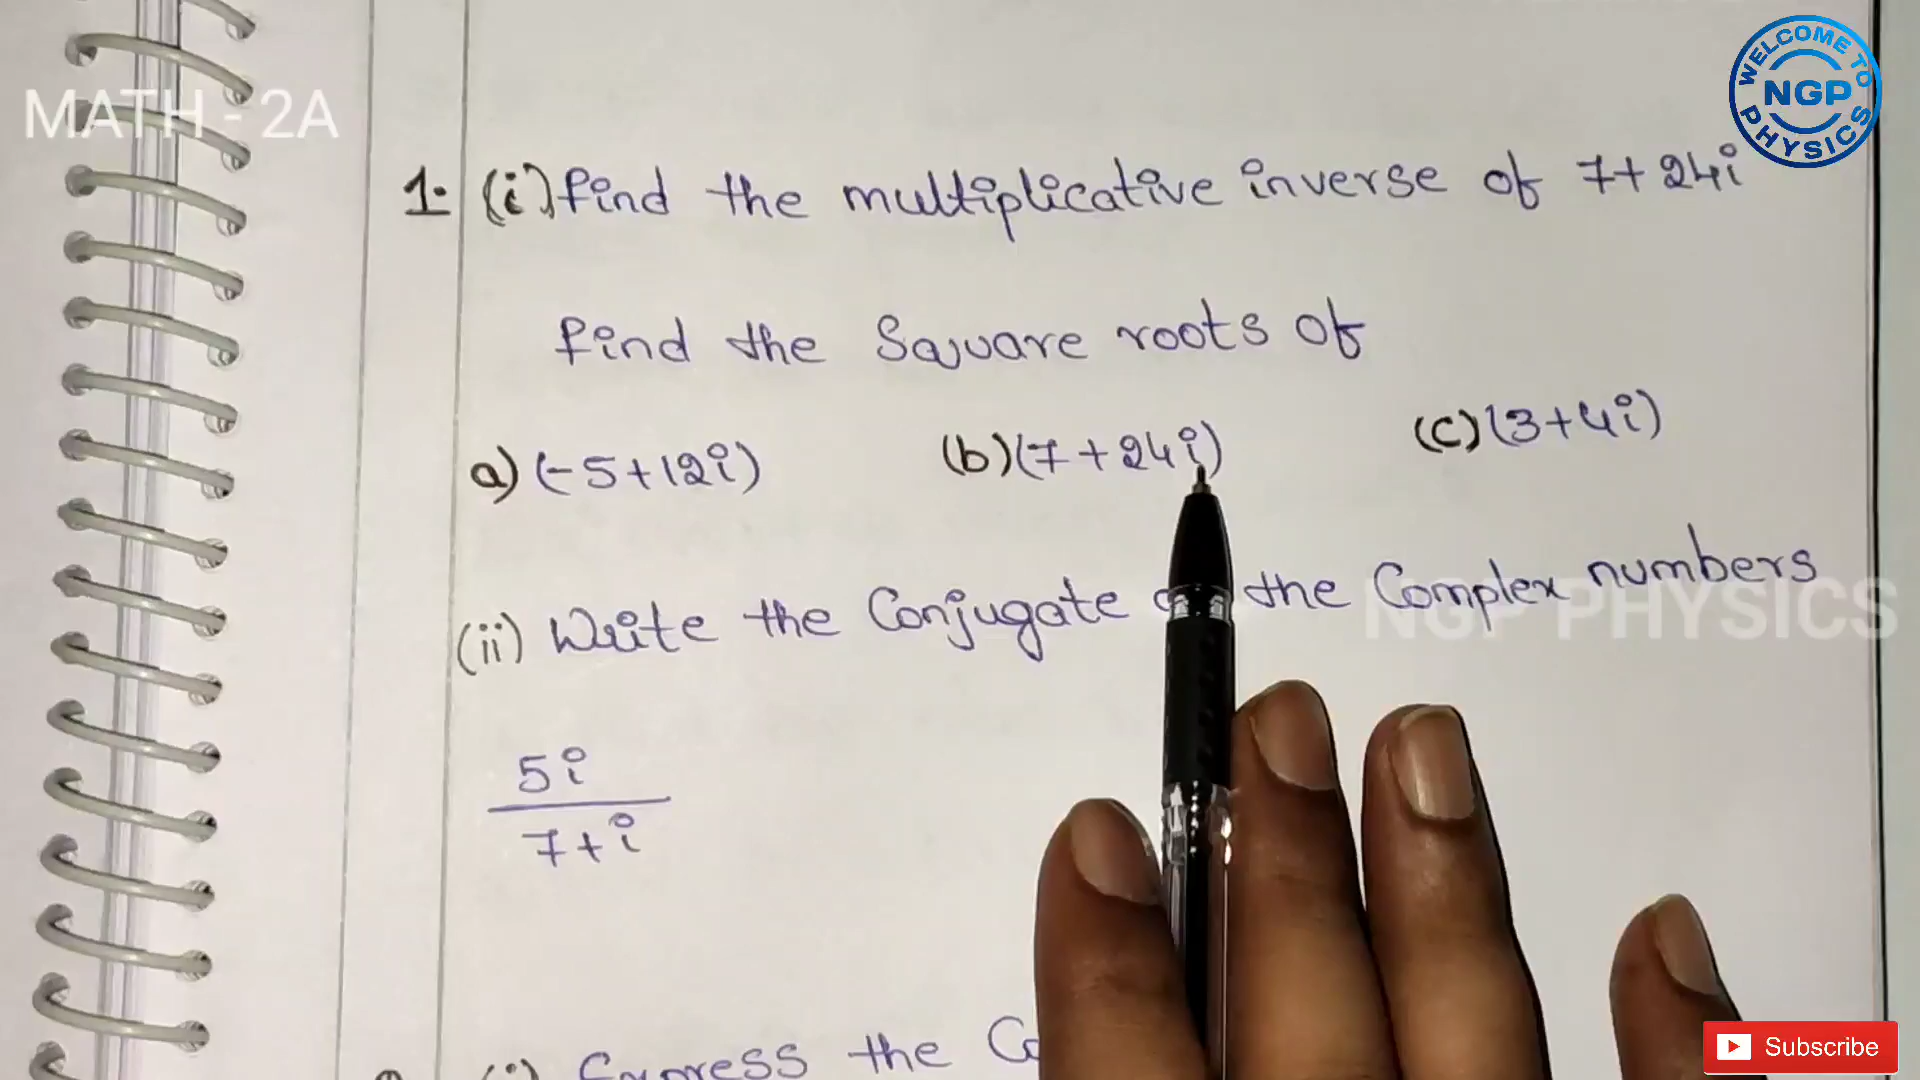 WELCOME TO
NGP
PHYSICS
MATH - 2A
1. (i) find the multiplicative inverse of 7+24i
find the Square roots of
a) (-5+12i) (b) (7+24i) (c) (3+4i)
(ii) Write the Conjugate the Complex numbers
NGP PHYSICS
5i
7+i
(i) Express the
Subscribe